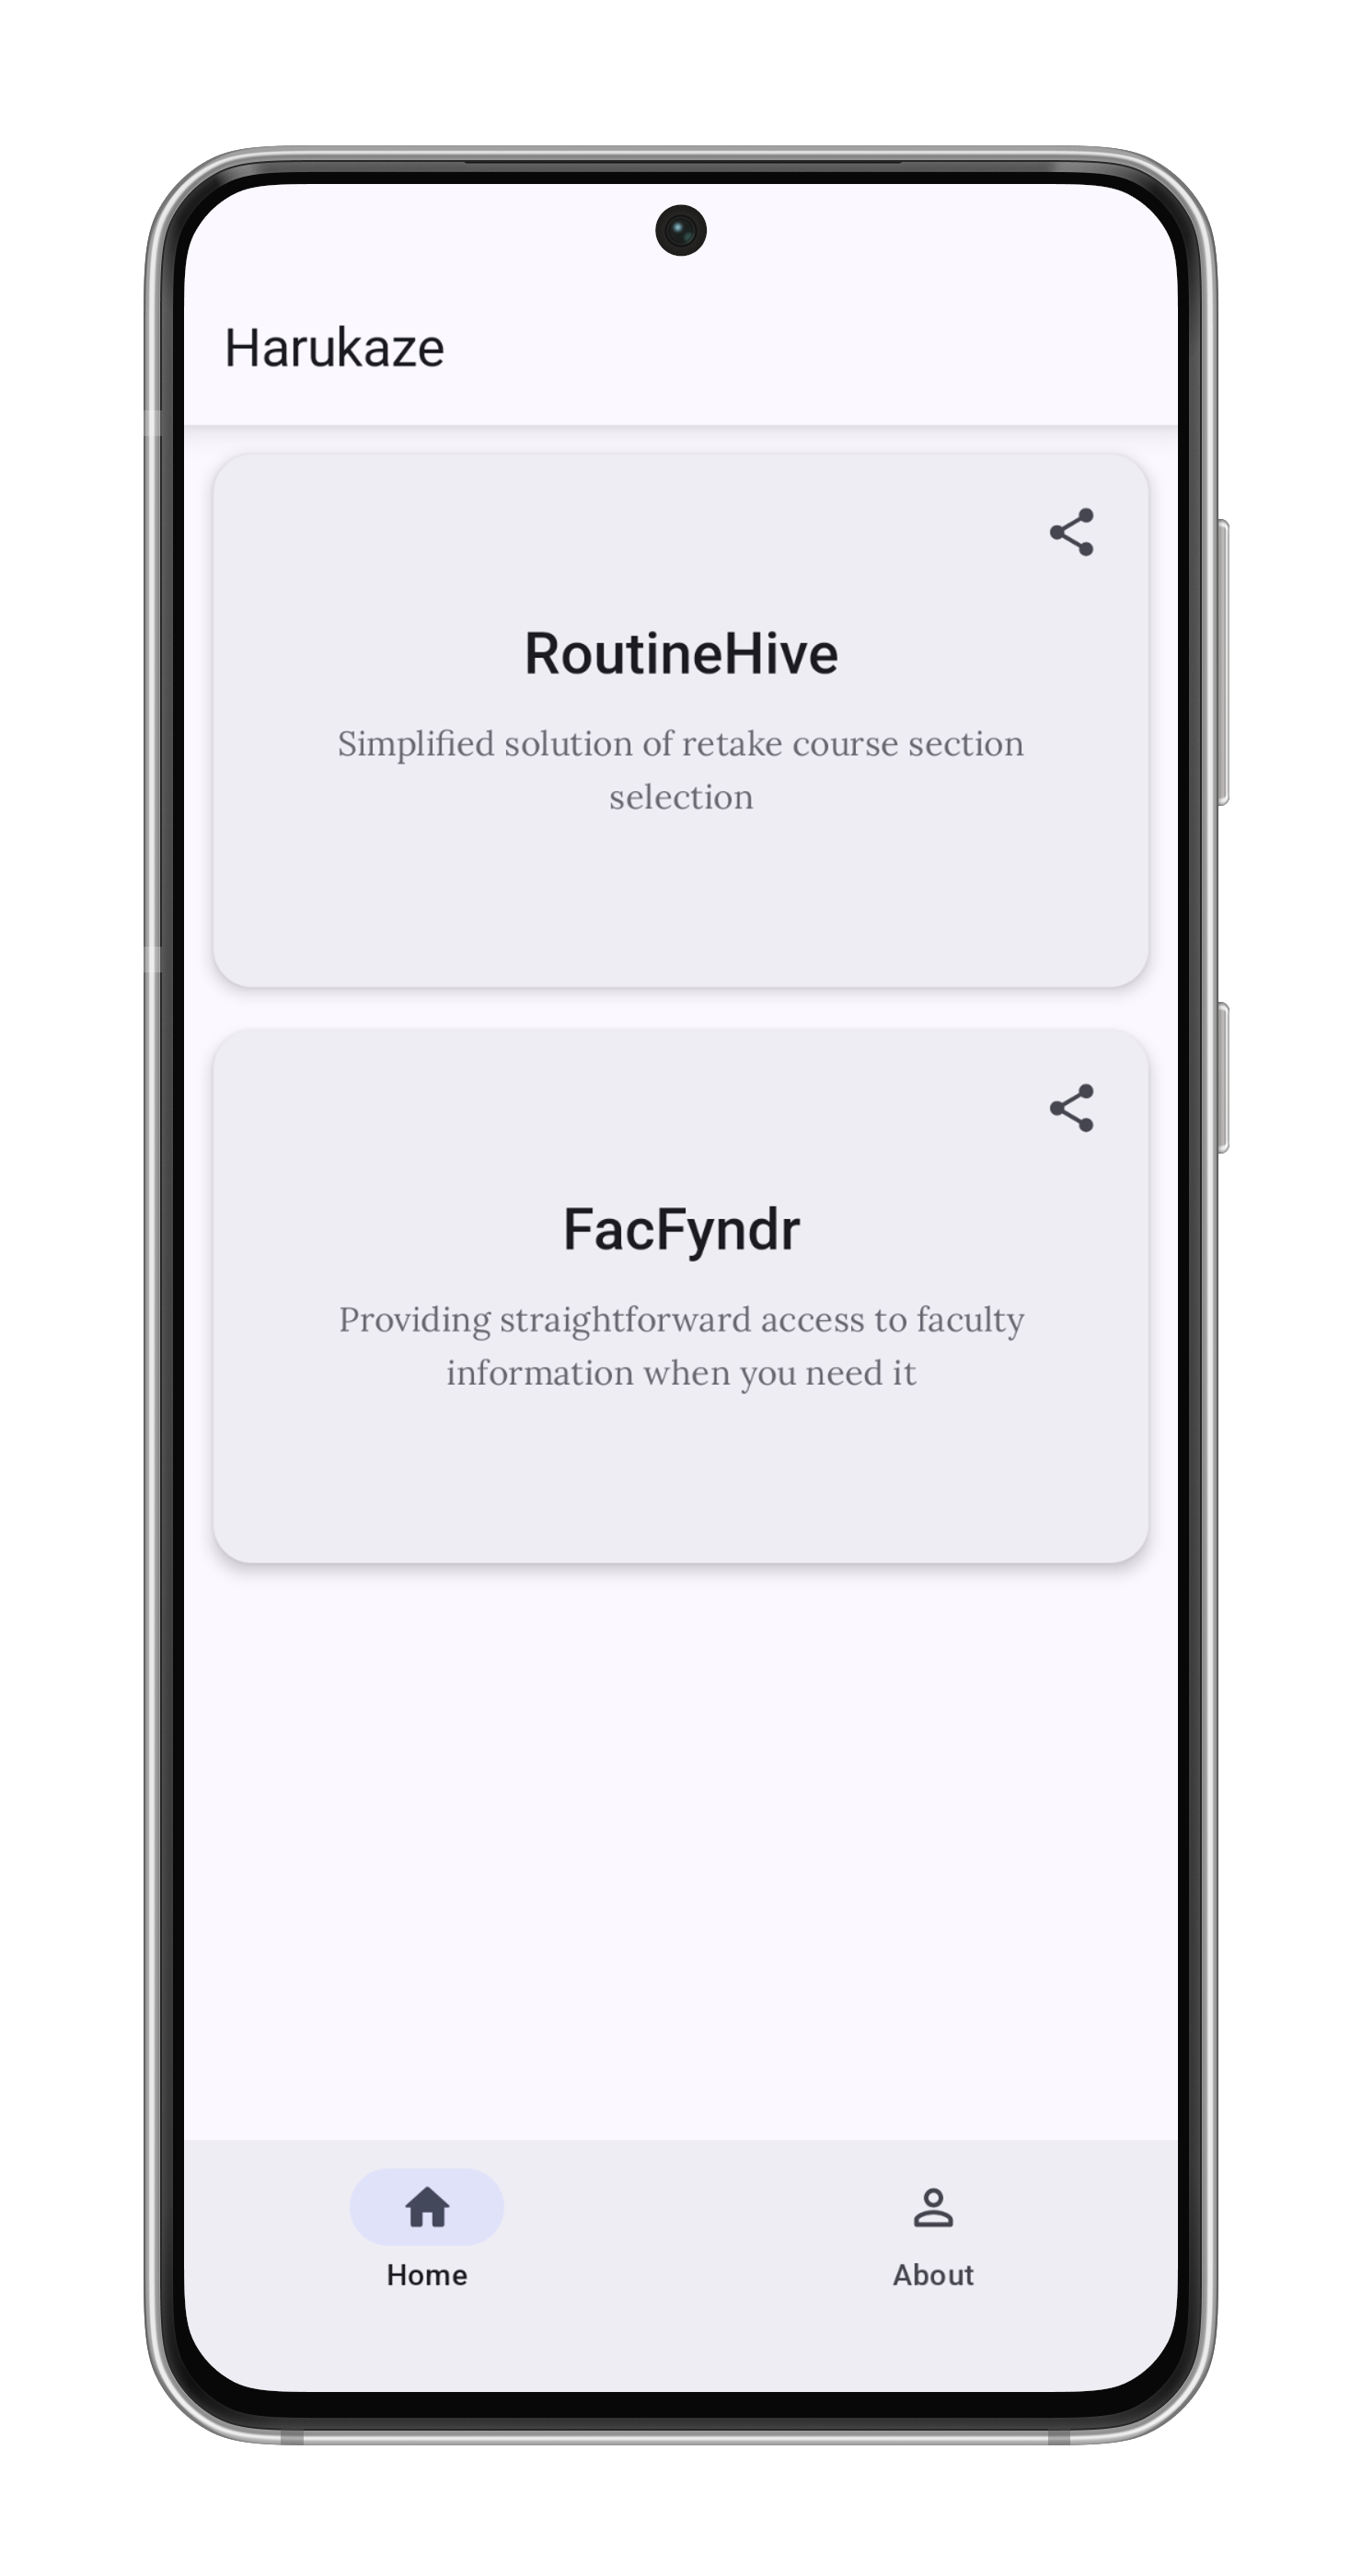 Harukaze
RoutineHive
Simplified solution of retake course section
selection
FacFyndr
Providing straightforward access to faculty
information when you need it
Home
About